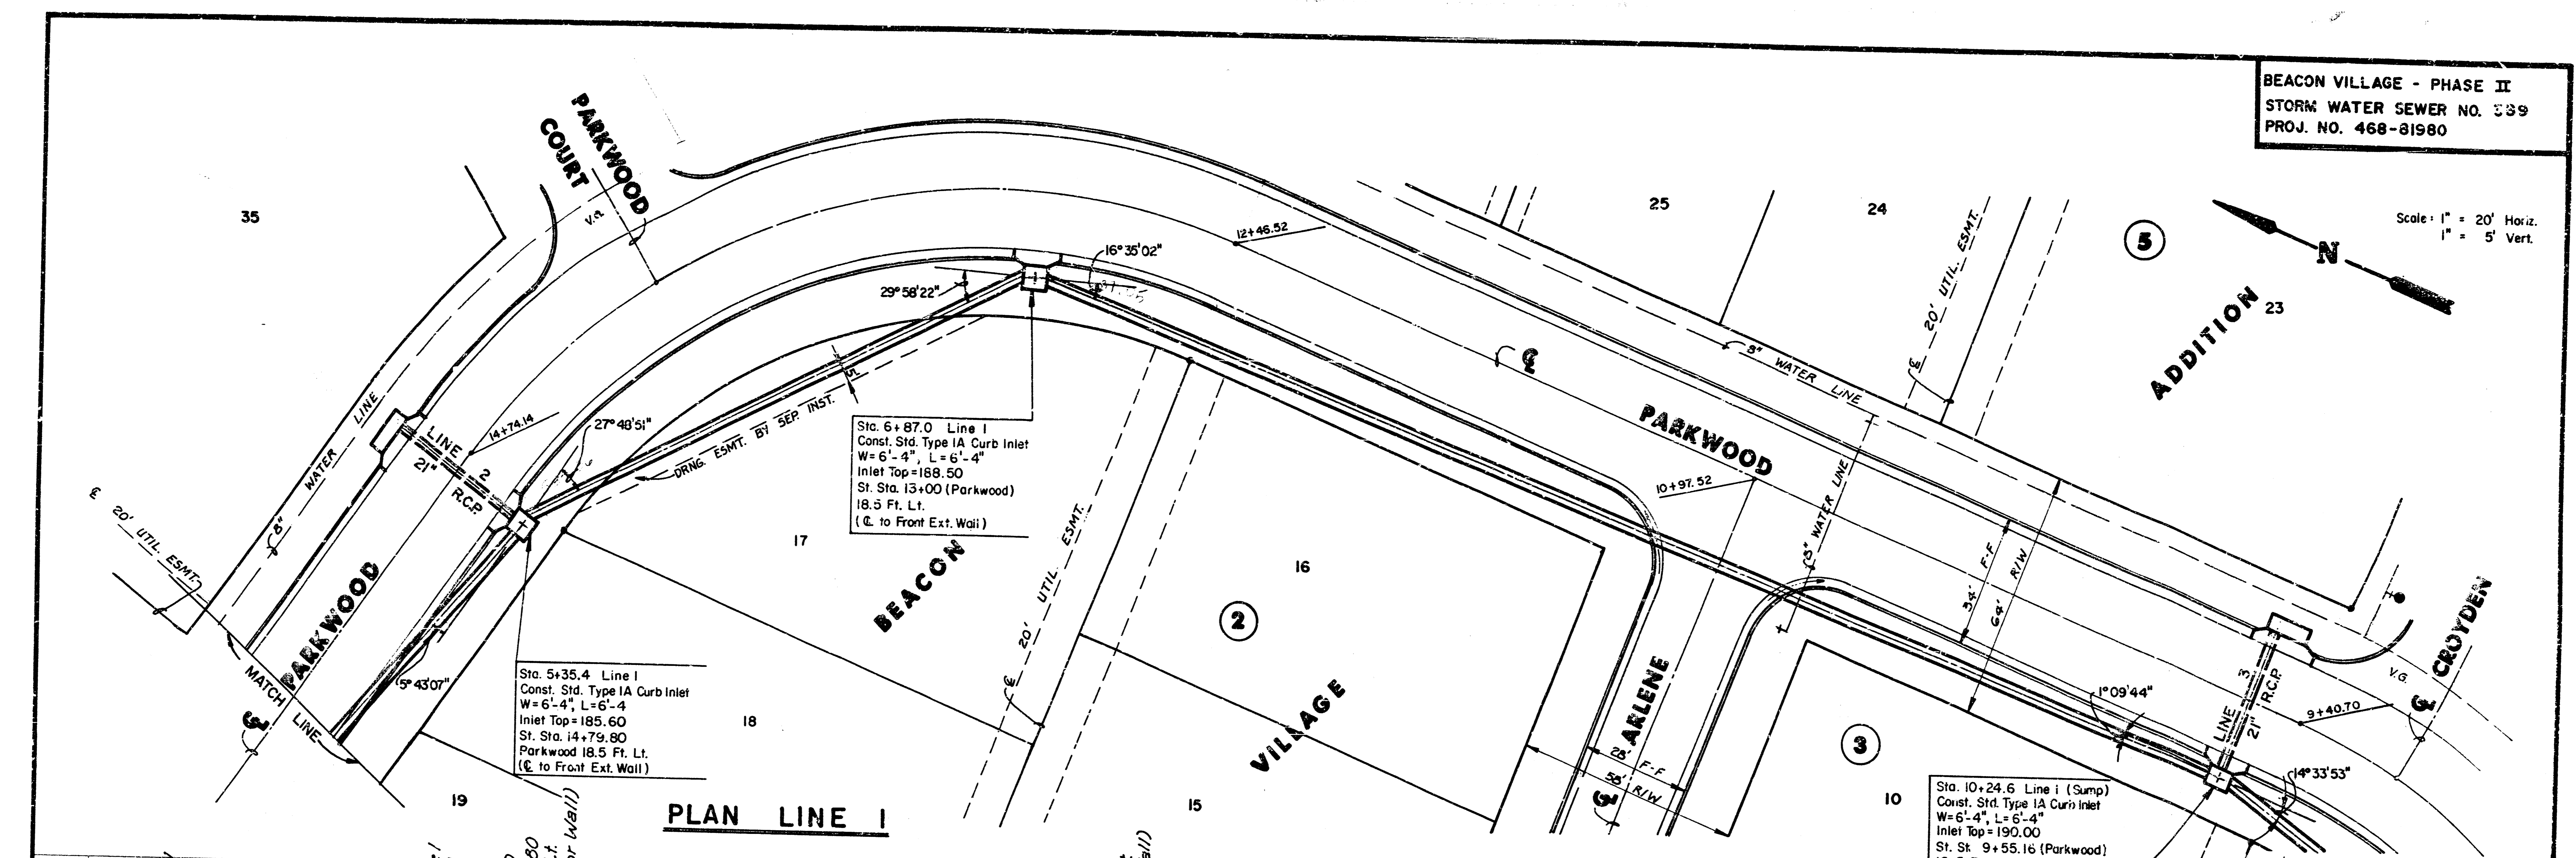 BEACON VILLAGE - PHASE II
STORM WATER SEWER NO.
PROJ. NO. 468-81980
Scale: 1" = 20' Horiz.
1" = 5' Vert.
N
PARKWOOD
COURT
35
V.G.
25
24
5
23
ADDITION
20' UTIL. ESMT.
12+46.52
16°35'02"
29°58'22"
8" WATER LINE
PARKWOOD
10+97.52
8" WATER LINE
34' F-F
64' R/W
CROYDEN
V.G.
9+40.70
LINE 3
21" R.C.P.
14°33'53"
1°09'44"
WATER LINE
8"
LINE 2
21" R.C.P.
14+74.14
27°48'51"
DRNG. ESMT. BY SEP. INST.
5'
Sta. 6+87.0 Line 1
Const. Std. Type IA Curb Inlet
W=6'-4", L=6'-4"
Inlet Top=188.50
St. Sta. 13+00 (Parkwood)
18.5 Ft. Lt.
(℄ to Front Ext. Wall)
17
BEACON
20' UTIL. ESMT.
16
2
℄ 20' UTIL. ESMT.
PARKWOOD
MATCH LINE
5°43'07"
Sta. 5+35.4 Line 1
Const. Std. Type IA Curb Inlet
W=6'-4", L=6'-4
Inlet Top=185.60
St. Sta. 14+79.80
Parkwood 18.5 Ft. Lt.
(℄ to Front Ext. Wall)
18
VILLAGE
ARLENE
28' F-F
58' R/W
3
10
Sta. 10+24.6 Line 1 (Sump)
Const. Std. Type IA Curb Inlet
W=6'-4", L=6'-4"
Inlet Top=190.00
St. St. 9+55.16 (Parkwood)
19
15
PLAN LINE 1